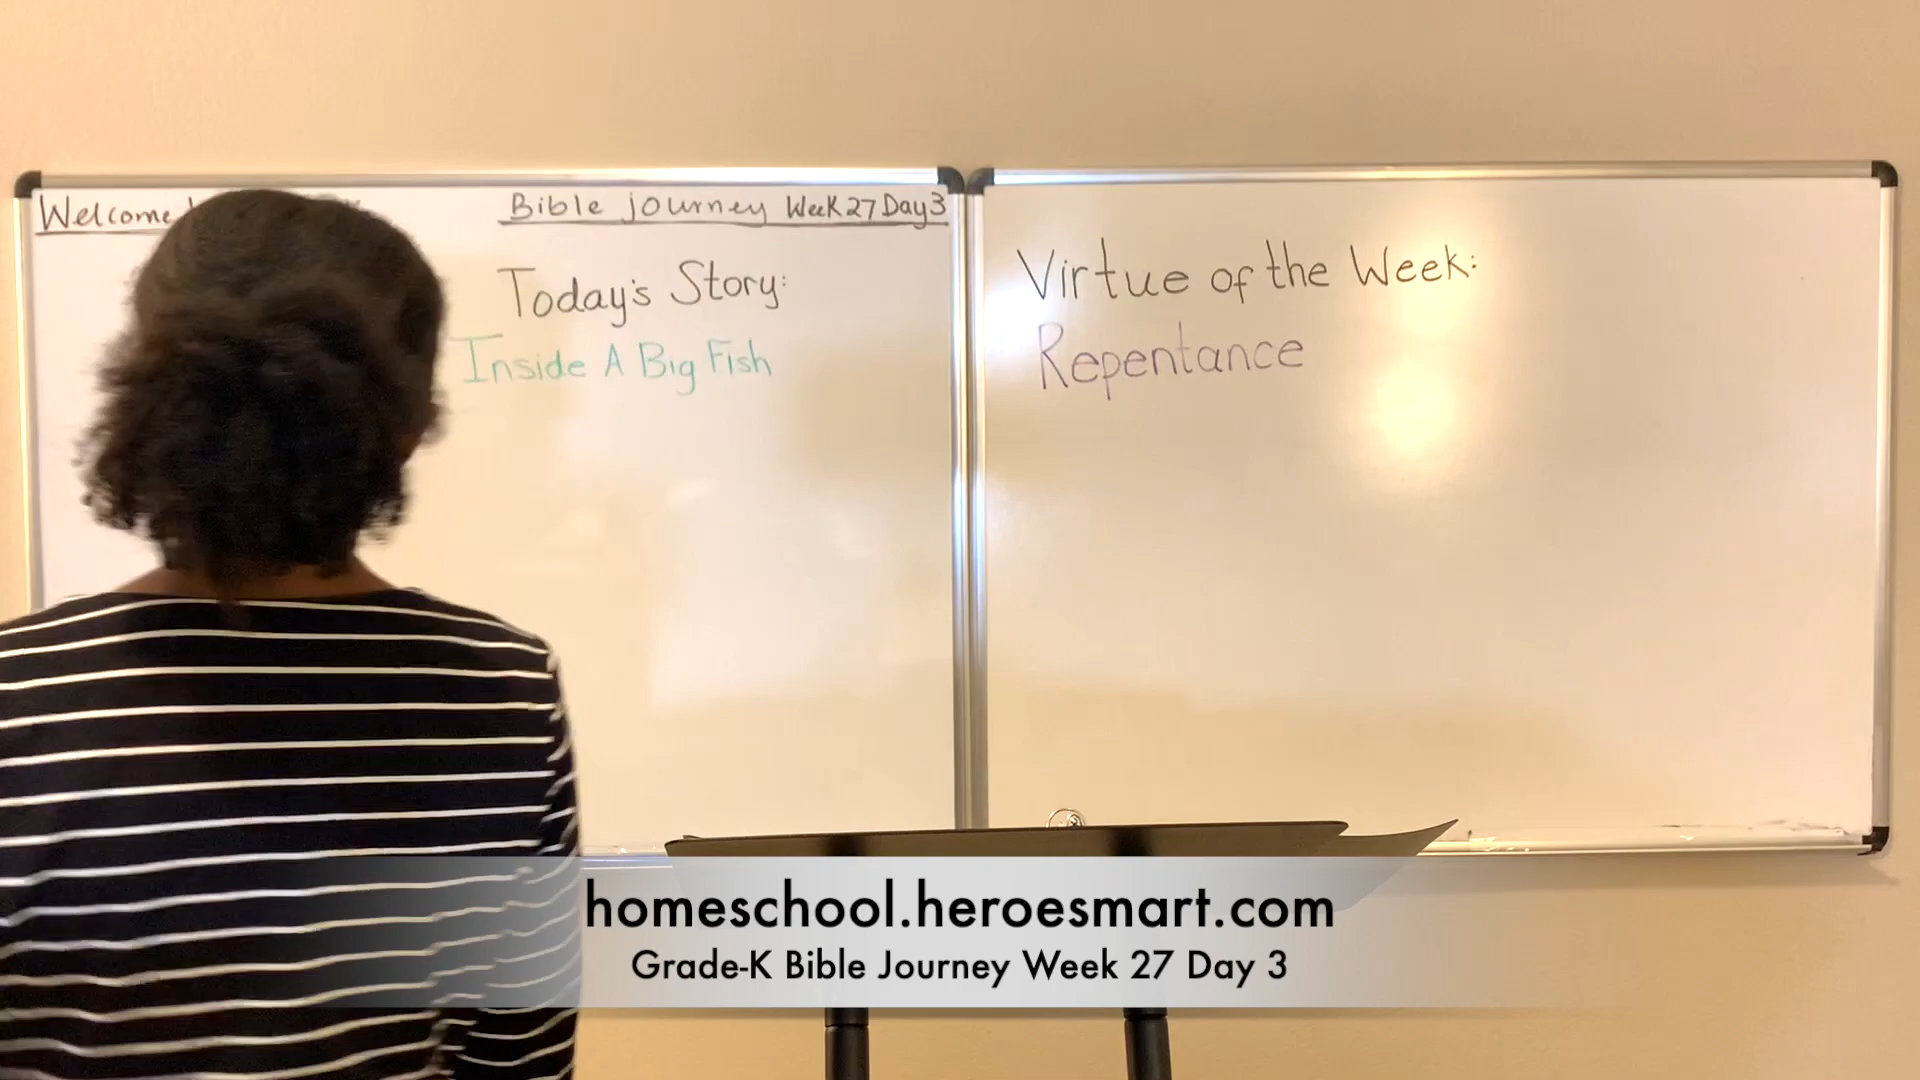 Welcome
Bible Journey Week 27 Day 3
Today's Story:
Inside A Big Fish
Virtue of the Week:
Repentance
homeschool.heroesmart.com
Grade-K Bible Journey Week 27 Day 3